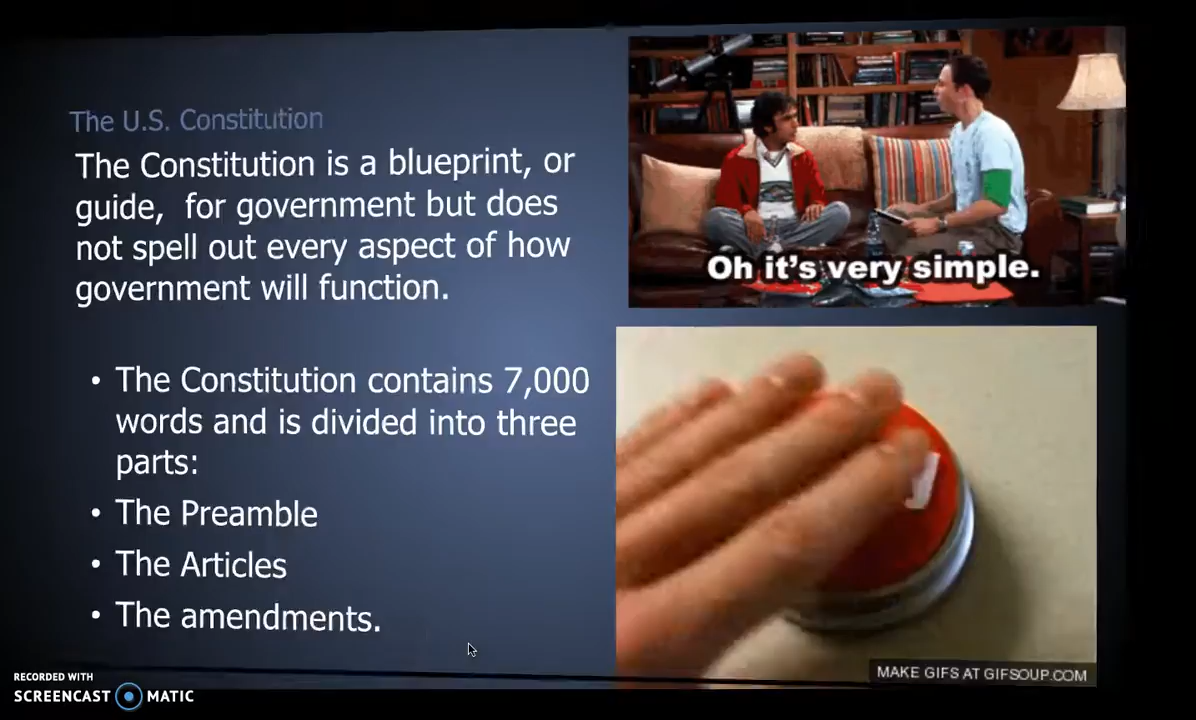 The U.S. Constitution
The Constitution is a blueprint, or
guide, for government but does
not spell out every aspect of how
government will function.
• The Constitution contains 7,000
words and is divided into three
parts:
• The Preamble
• The Articles
• The amendments.
Oh it's very simple.
MAKE GIFS AT GIFSOUP.COM
RECORDED WITH
SCREENCAST MATIC